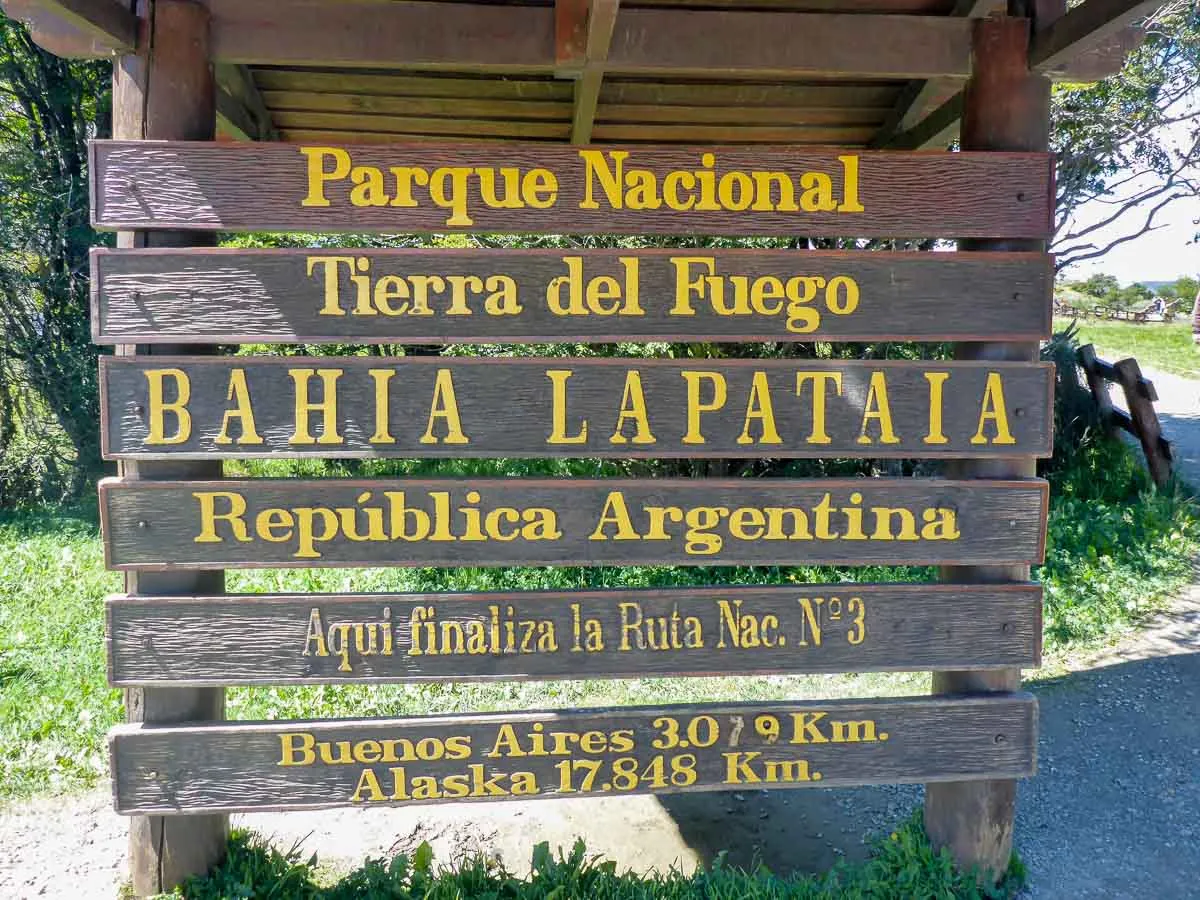 Parque Nacional
Tierra del Fuego
BAHIA LAPATAIA
República Argentina
Aqui finaliza la Ruta Nac. Nº 3
Buenos Aires 3.079 Km.
Alaska 17.848 Km.